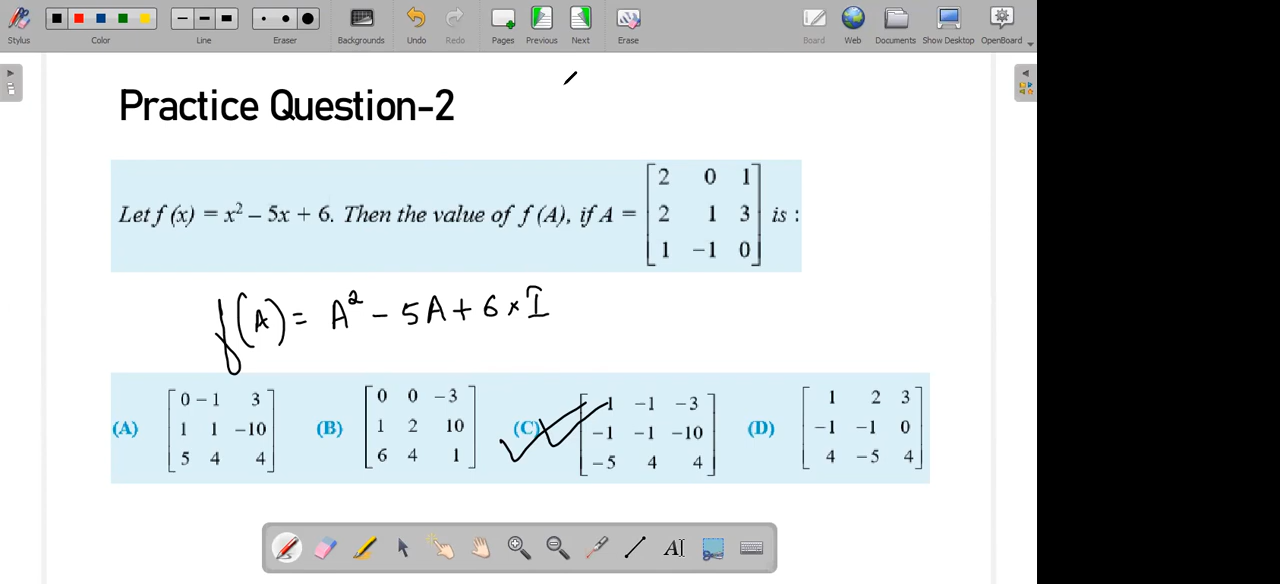 Stylus Color Line Eraser Backgrounds Undo Redo Pages Previous Next Erase Board Web Documents Show Desktop OpenBoard
Practice Question-2
Let f (x) = x² – 5x + 6. Then the value of f (A), if A = [2 0 1
2 1 3
1 –1 0] is :
f(A) = A² – 5A + 6 × I
(A) [0 – 1 3
1 1 –10
5 4 4]
(B) [0 0 –3
1 2 10
6 4 1]
(C) [1 –1 –3
–1 –1 –10
–5 4 4]
(D) [1 2 3
–1 –1 0
4 –5 4]
A